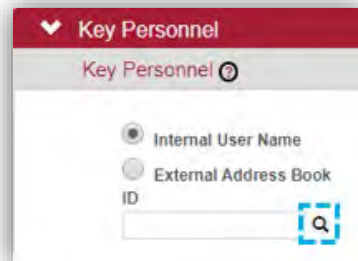 Key Personnel
Key Personnel ?
Internal User Name
External Address Book
ID